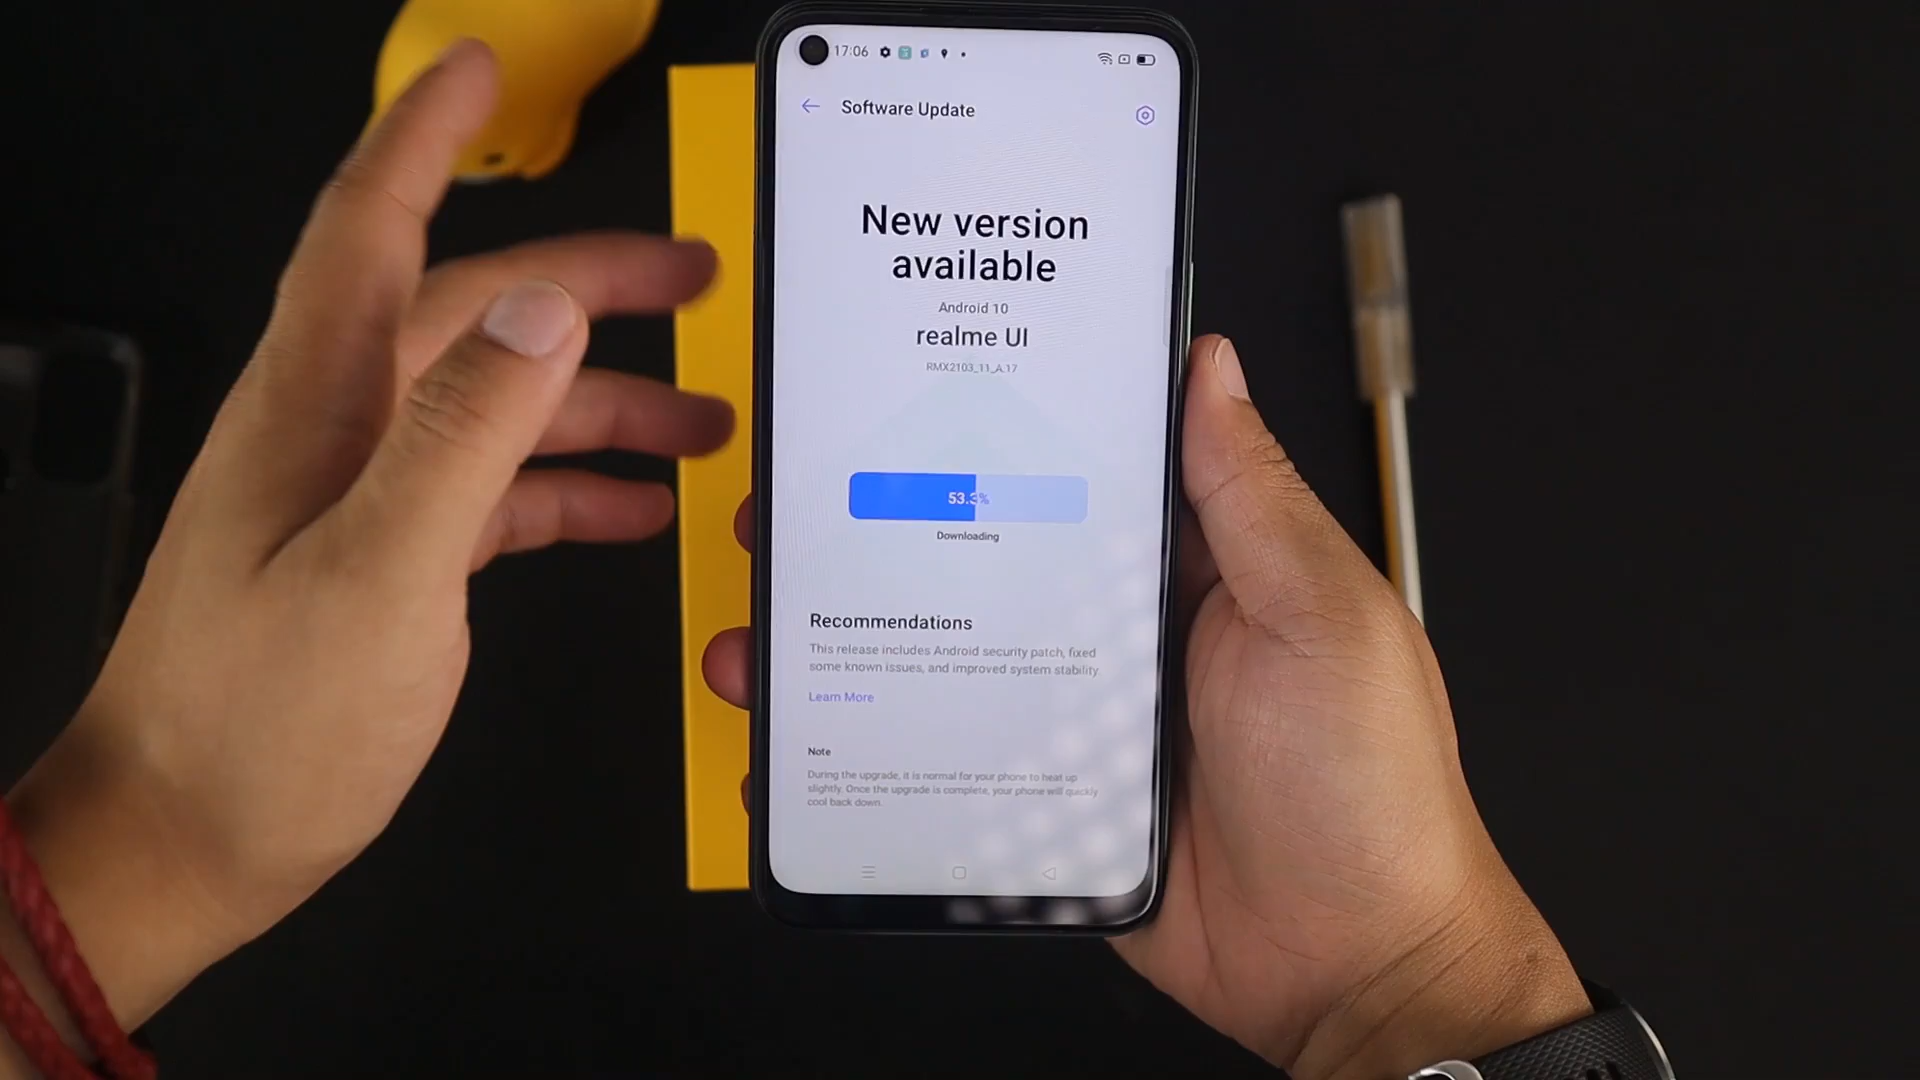 17:06
Software Update
New version
available
Android 10
realme UI
RMX2103_11_A.17
53.3%
Downloading
Recommendations
This release includes Android security patch, fixed
some known issues, and improved system stability
Learn More
Note
During the upgrade, it is normal for your phone to heat up
slightly. Once the upgrade is complete, your phone will quickly
cool back down.